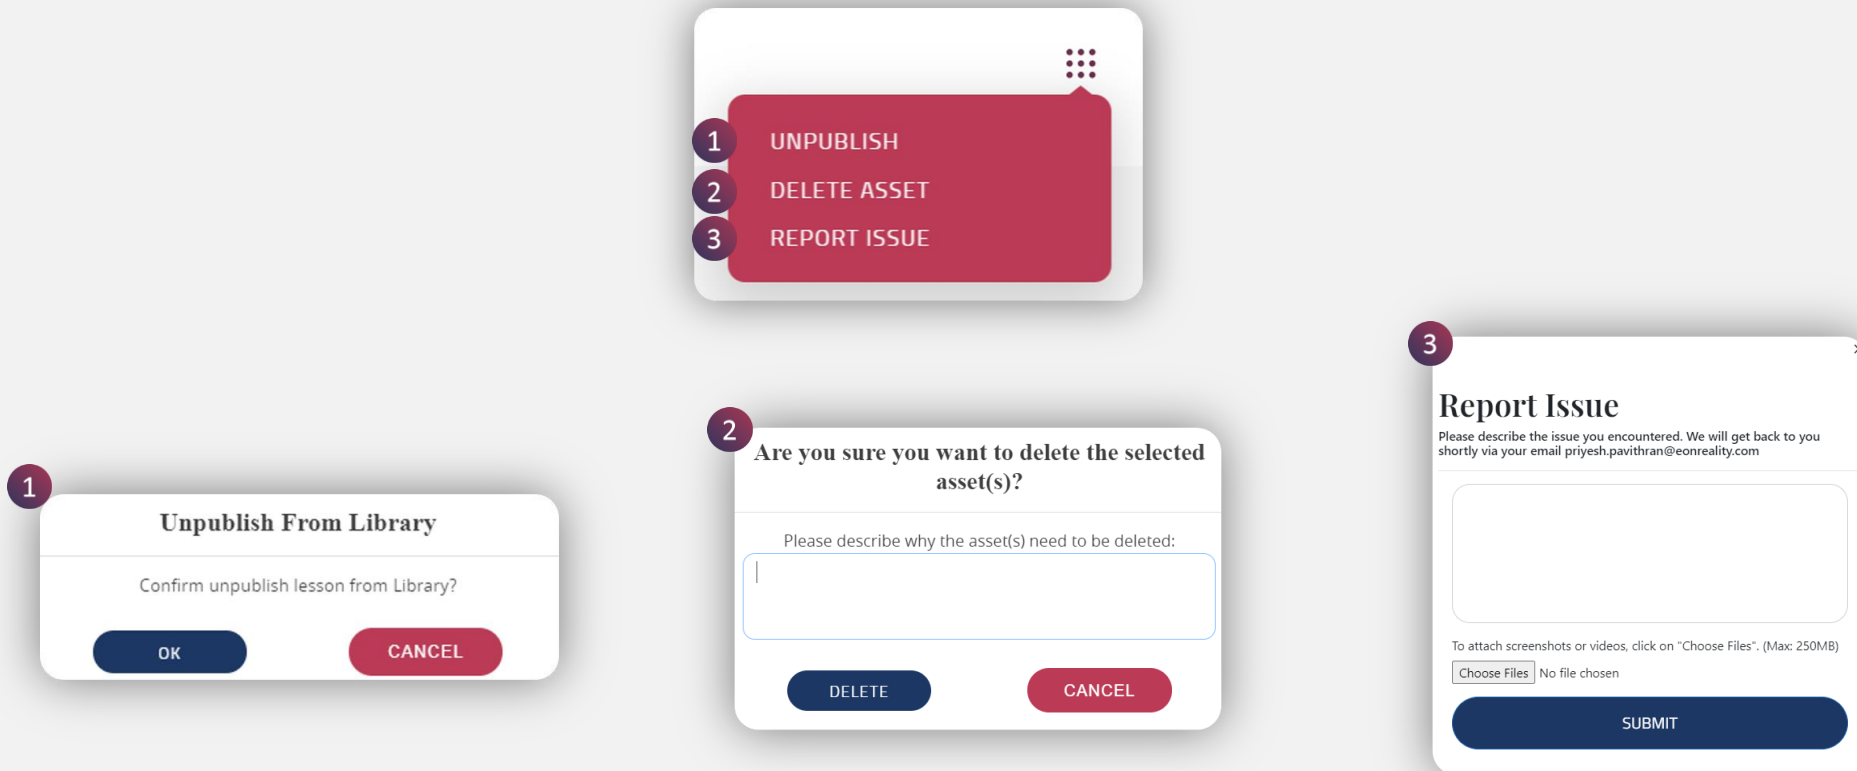 1 UNPUBLISH
2 DELETE ASSET
3 REPORT ISSUE
1
Unpublish From Library
Confirm unpublish lesson from Library?
OK CANCEL
2
Are you sure you want to delete the selected
asset(s)?
Please describe why the asset(s) need to be deleted:
DELETE CANCEL
3
Report Issue
Please describe the issue you encountered. We will get back to you
shortly via your email priyesh.pavithran@eonreality.com
To attach screenshots or videos, click on "Choose Files". (Max: 250MB)
Choose Files No file chosen
SUBMIT